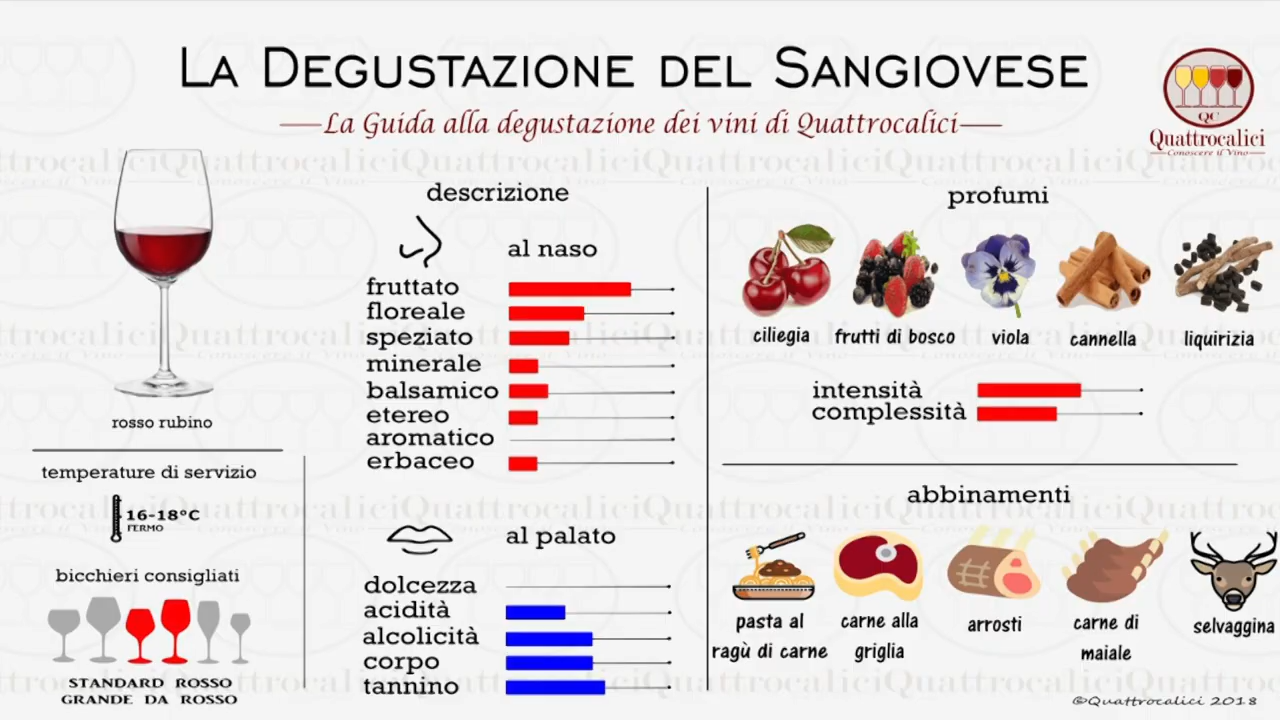 La Degustazione del Sangiovese
La Guida alla degustazione dei vini di Quattrocalici
QC
Quattrocalici
Conoscere il Vino
rosso rubino
temperature di servizio
16-18°C
FERMO
bicchieri consigliati
STANDARD ROSSO
GRANDE DA ROSSO
descrizione
al naso
fruttato
floreale
speziato
minerale
balsamico
etereo
aromatico
erbaceo
al palato
dolcezza
acidità
alcolicità
corpo
tannino
profumi
ciliegia
frutti di bosco
viola
cannella
liquirizia
intensità
complessità
abbinamenti
pasta al
ragù di carne
carne alla
griglia
arrosti
carne di
maiale
selvaggina
©Quattrocalici 2018